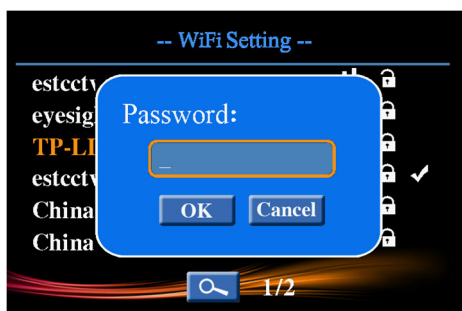 -- WiFi Setting --
estcctv
eyesig
Password:
TP-LI
_
estcctv
China
OK
Cancel
China
1/2